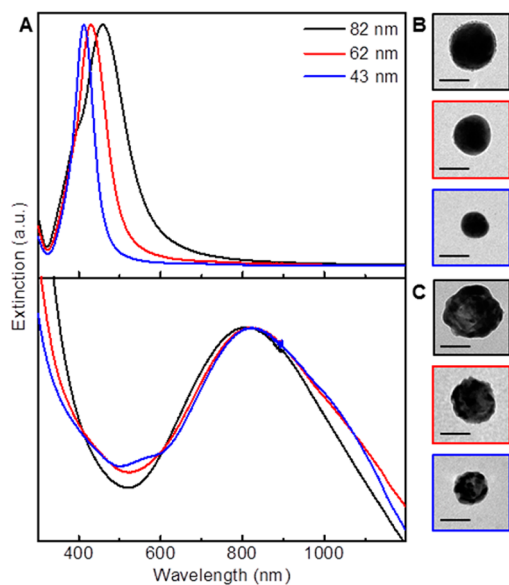 A
82 nm
62 nm
43 nm
B
C
Extinction (a.u.)
400 600 800 1000
Wavelength (nm)